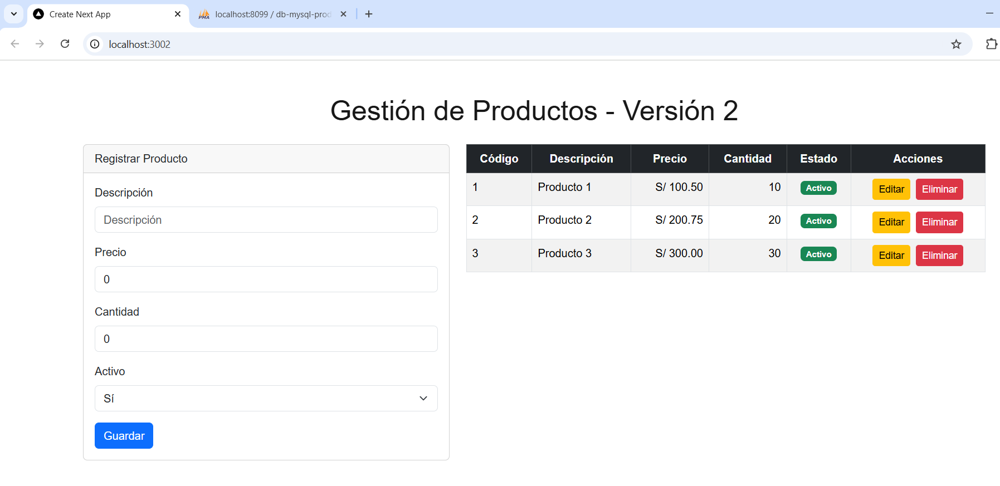 Create Next App
localhost:8099 / db-mysql-prod
localhost:3002
Gestión de Productos - Versión 2
Registrar Producto
Descripción
Descripción
Precio
0
Cantidad
0
Activo
Sí
Guardar
Código Descripción Precio Cantidad Estado Acciones
1 Producto 1 S/ 100.50 10 Activo Editar Eliminar
2 Producto 2 S/ 200.75 20 Activo Editar Eliminar
3 Producto 3 S/ 300.00 30 Activo Editar Eliminar